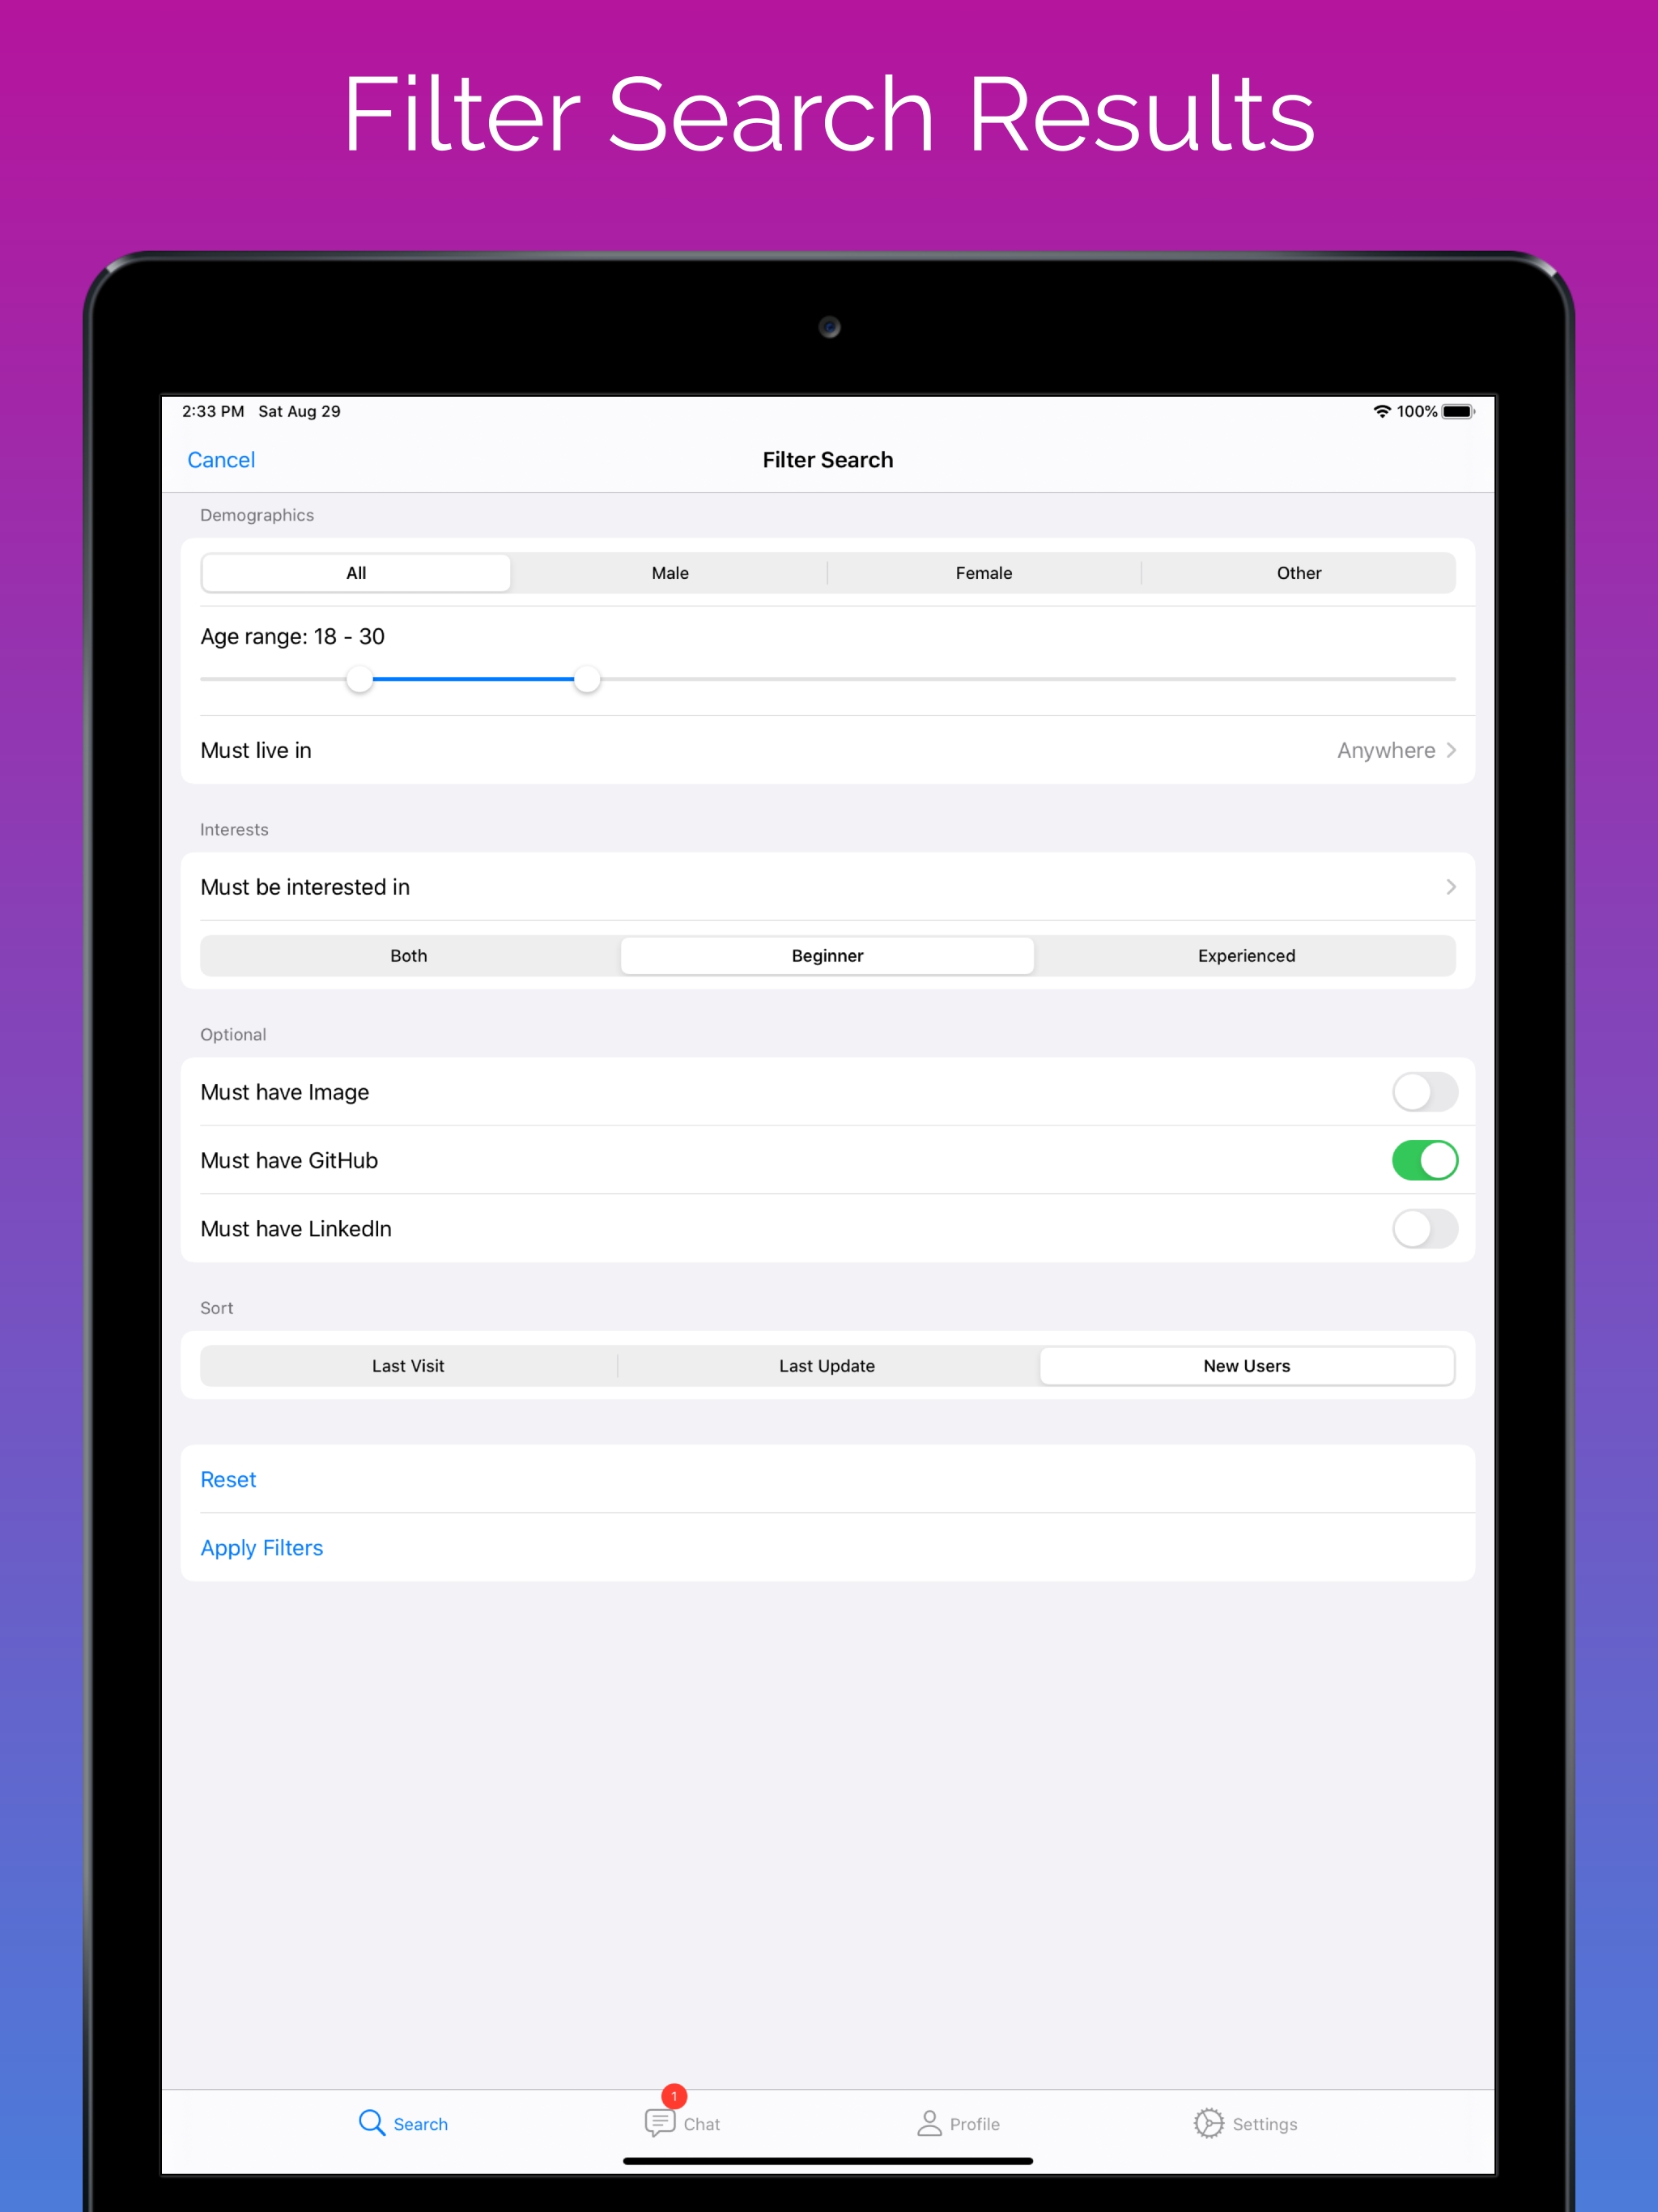 Filter Search Results
2:33 PM Sat Aug 29 100%
Cancel Filter Search
Demographics
All Male Female Other
Age range: 18 - 30
Must live in Anywhere
Interests
Must be interested in
Both Beginner Experienced
Optional
Must have Image
Must have GitHub
Must have LinkedIn
Sort
Last Visit Last Update New Users
Reset
Apply Filters
1
Search Chat Profile Settings